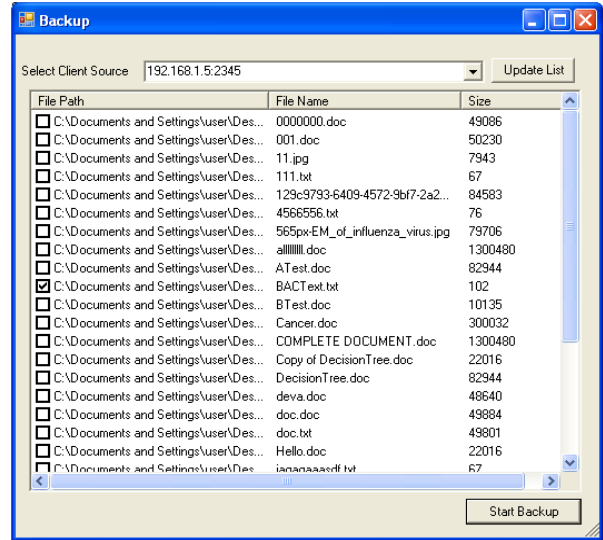 Backup
Select Client Source 192.168.1.5:2345 Update List
File Path File Name Size
C:\Documents and Settings\user\Des... 0000000.doc 49086
C:\Documents and Settings\user\Des... 001.doc 50230
C:\Documents and Settings\user\Des... 11.jpg 7943
C:\Documents and Settings\user\Des... 111.txt 67
C:\Documents and Settings\user\Des... 129c9793-6409-4572-9bf7-2a2... 84583
C:\Documents and Settings\user\Des... 4566556.txt 76
C:\Documents and Settings\user\Des... 565px-EM_of_influenza_virus.jpg 79706
C:\Documents and Settings\user\Des... 1300480
C:\Documents and Settings\user\Des... ATest.doc 82944
C:\Documents and Settings\user\Des... BACText.txt 102
C:\Documents and Settings\user\Des... BTest.doc 10135
C:\Documents and Settings\user\Des... Cancer.doc 300032
C:\Documents and Settings\user\Des... COMPLETE DOCUMENT.doc 1300480
C:\Documents and Settings\user\Des... Copy of DecisionTree.doc 22016
C:\Documents and Settings\user\Des... DecisionTree.doc 82944
C:\Documents and Settings\user\Des... deva.doc 48640
C:\Documents and Settings\user\Des... doc.doc 49884
C:\Documents and Settings\user\Des... doc.txt 49801
C:\Documents and Settings\user\Des... Hello.doc 22016
C:\Documents and Settings\user\Des... 67
Start Backup